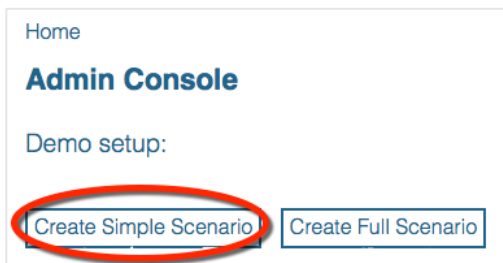 Home
Admin Console
Demo setup:
Create Simple Scenario Create Full Scenario